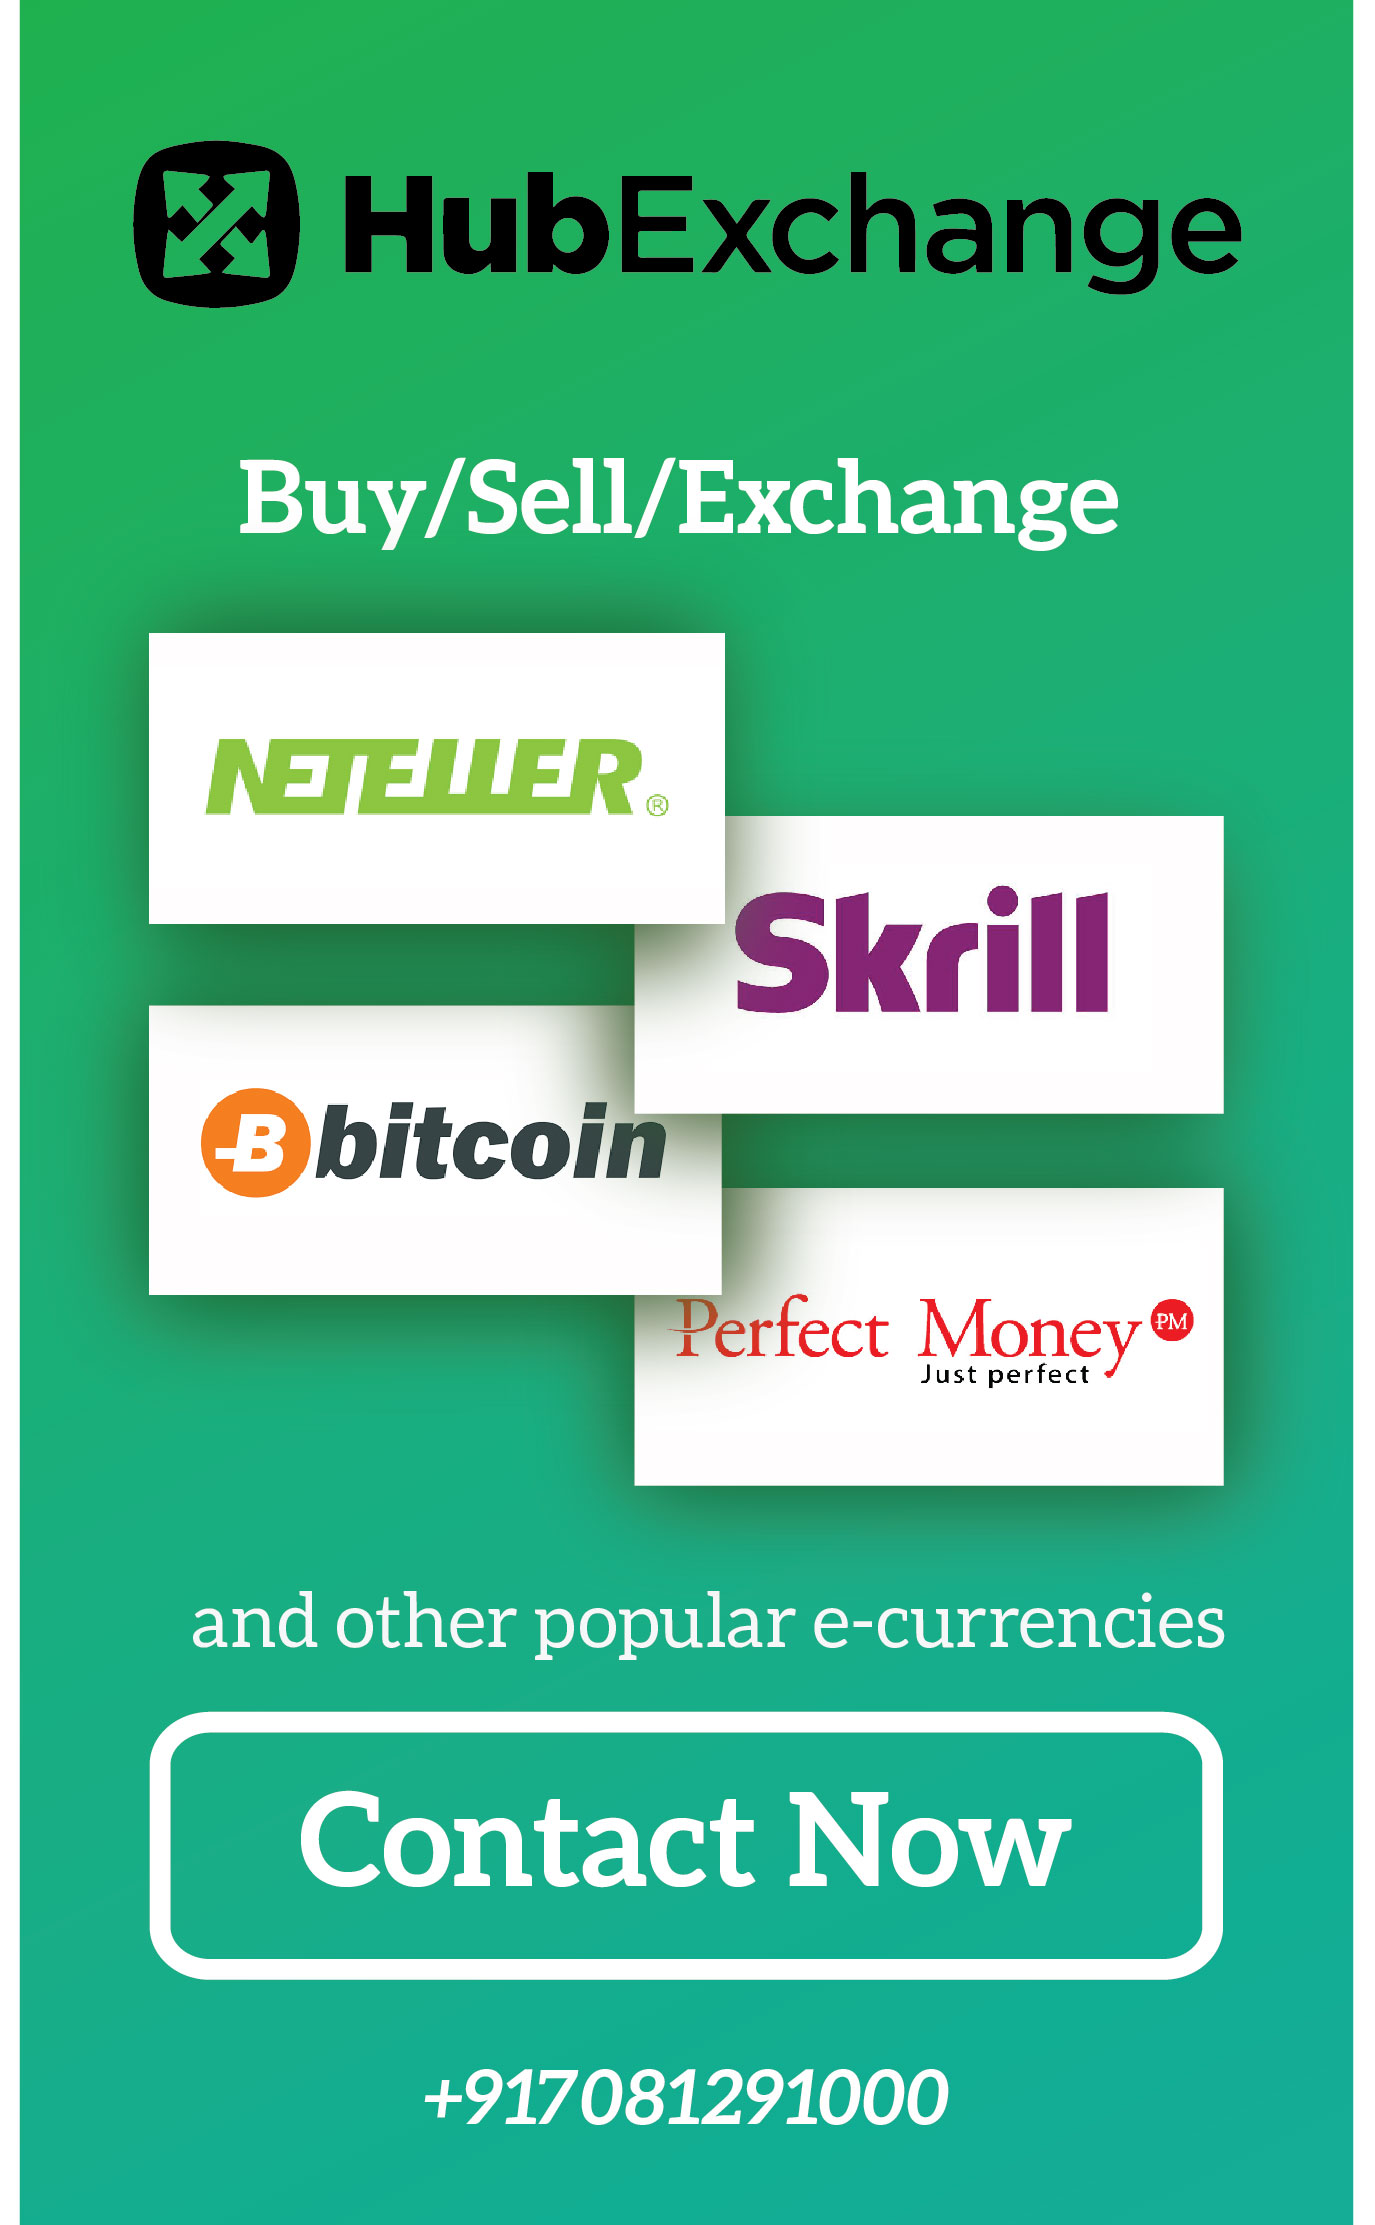 HubExchange
Buy/Sell/Exchange
NETELLER®
Skrill
B bitcoin
Perfect Money PM
Just perfect
and other popular e-currencies
Contact Now
+917081291000